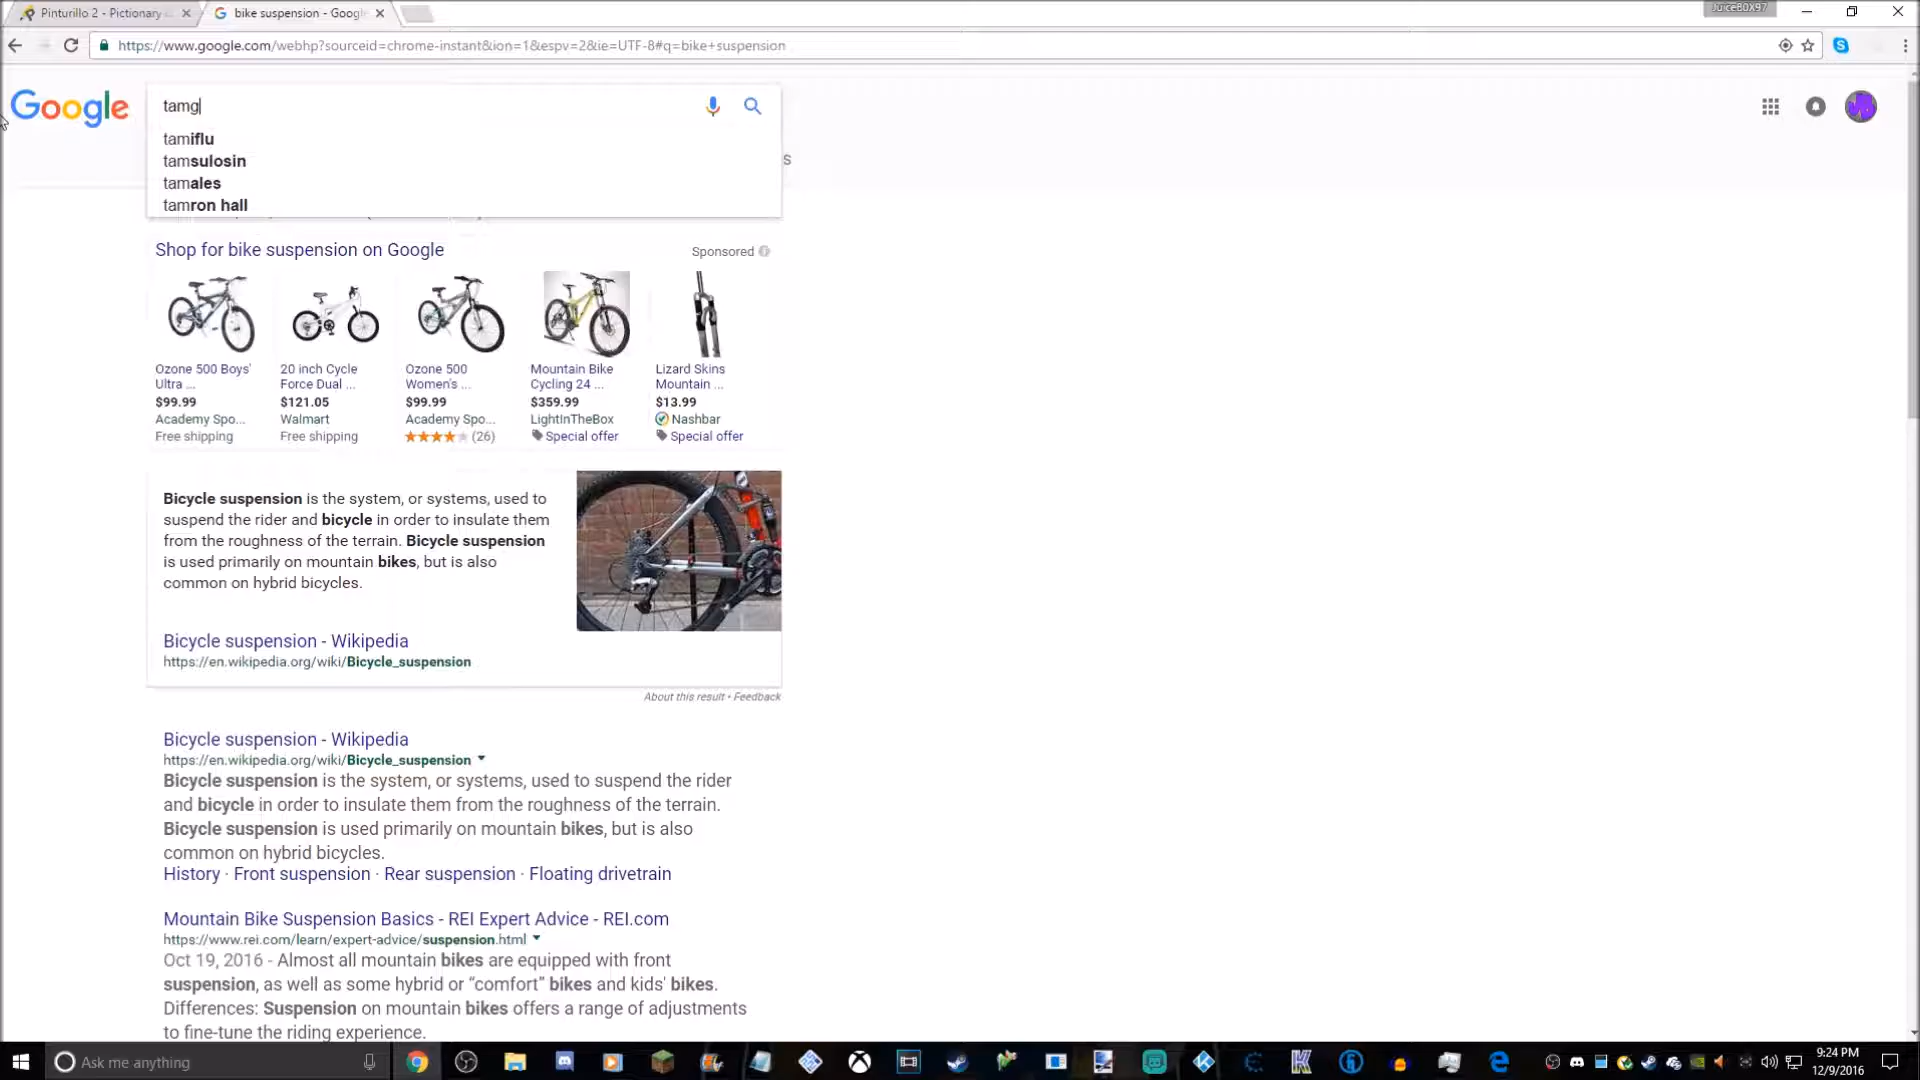 Pinturillo 2 - Pictionary
bike suspension - Google
JuiceB0X97
https://www.google.com/webhp?sourceid=chrome-instant&ion=1&espv=2&ie=UTF-8#q=bike+suspension
Google
tamg
tamiflu
tamsulosin
tamales
tamron hall
s
Shop for bike suspension on Google
Sponsored
Ozone 500 Boys'
Ultra ...
$99.99
Academy Spo...
Free shipping
20 inch Cycle
Force Dual ...
$121.05
Walmart
Free shipping
Ozone 500
Women's ...
$99.99
Academy Spo...
(26)
Mountain Bike
Cycling 24 ...
$359.99
LightInTheBox
Special offer
Lizard Skins
Mountain ...
$13.99
Nashbar
Special offer
Bicycle suspension is the system, or systems, used to
suspend the rider and bicycle in order to insulate them
from the roughness of the terrain. Bicycle suspension
is used primarily on mountain bikes, but is also
common on hybrid bicycles.
Bicycle suspension - Wikipedia
https://en.wikipedia.org/wiki/Bicycle_suspension
About this result • Feedback
Bicycle suspension - Wikipedia
https://en.wikipedia.org/wiki/Bicycle_suspension
Bicycle suspension is the system, or systems, used to suspend the rider
and bicycle in order to insulate them from the roughness of the terrain.
Bicycle suspension is used primarily on mountain bikes, but is also
common on hybrid bicycles.
History · Front suspension · Rear suspension · Floating drivetrain
Mountain Bike Suspension Basics - REI Expert Advice - REI.com
https://www.rei.com/learn/expert-advice/suspension.html
Oct 19, 2016 - Almost all mountain bikes are equipped with front
suspension, as well as some hybrid or “comfort” bikes and kids' bikes.
Differences: Suspension on mountain bikes offers a range of adjustments
to fine-tune the riding experience.
Ask me anything
9:24 PM
12/9/2016